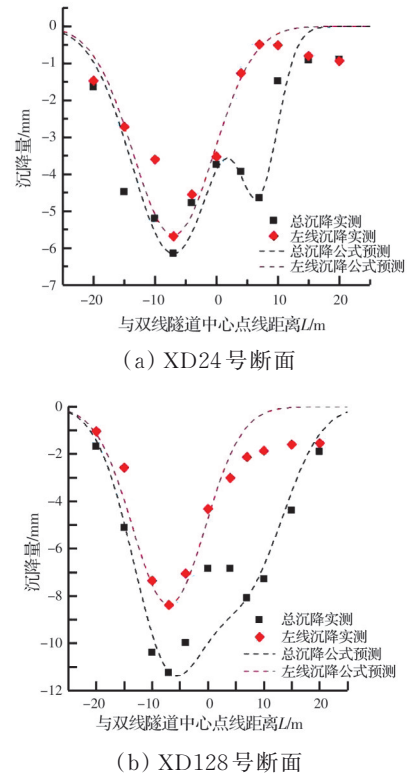 0
-1
-2
-3
-4
-5
-6
-7
沉降量/mm
总沉降实测
左线沉降实测
总沉降公式预测
左线沉降公式预测
-20 -10 0 10 20
与双线隧道中心点线距离L/m
(a) XD24号断面
0
-2
-4
-6
-8
-10
-12
沉降量/mm
总沉降实测
左线沉降实测
总沉降公式预测
左线沉降公式预测
-20 -10 0 10 20
与双线隧道中心点线距离L/m
(b) XD128号断面